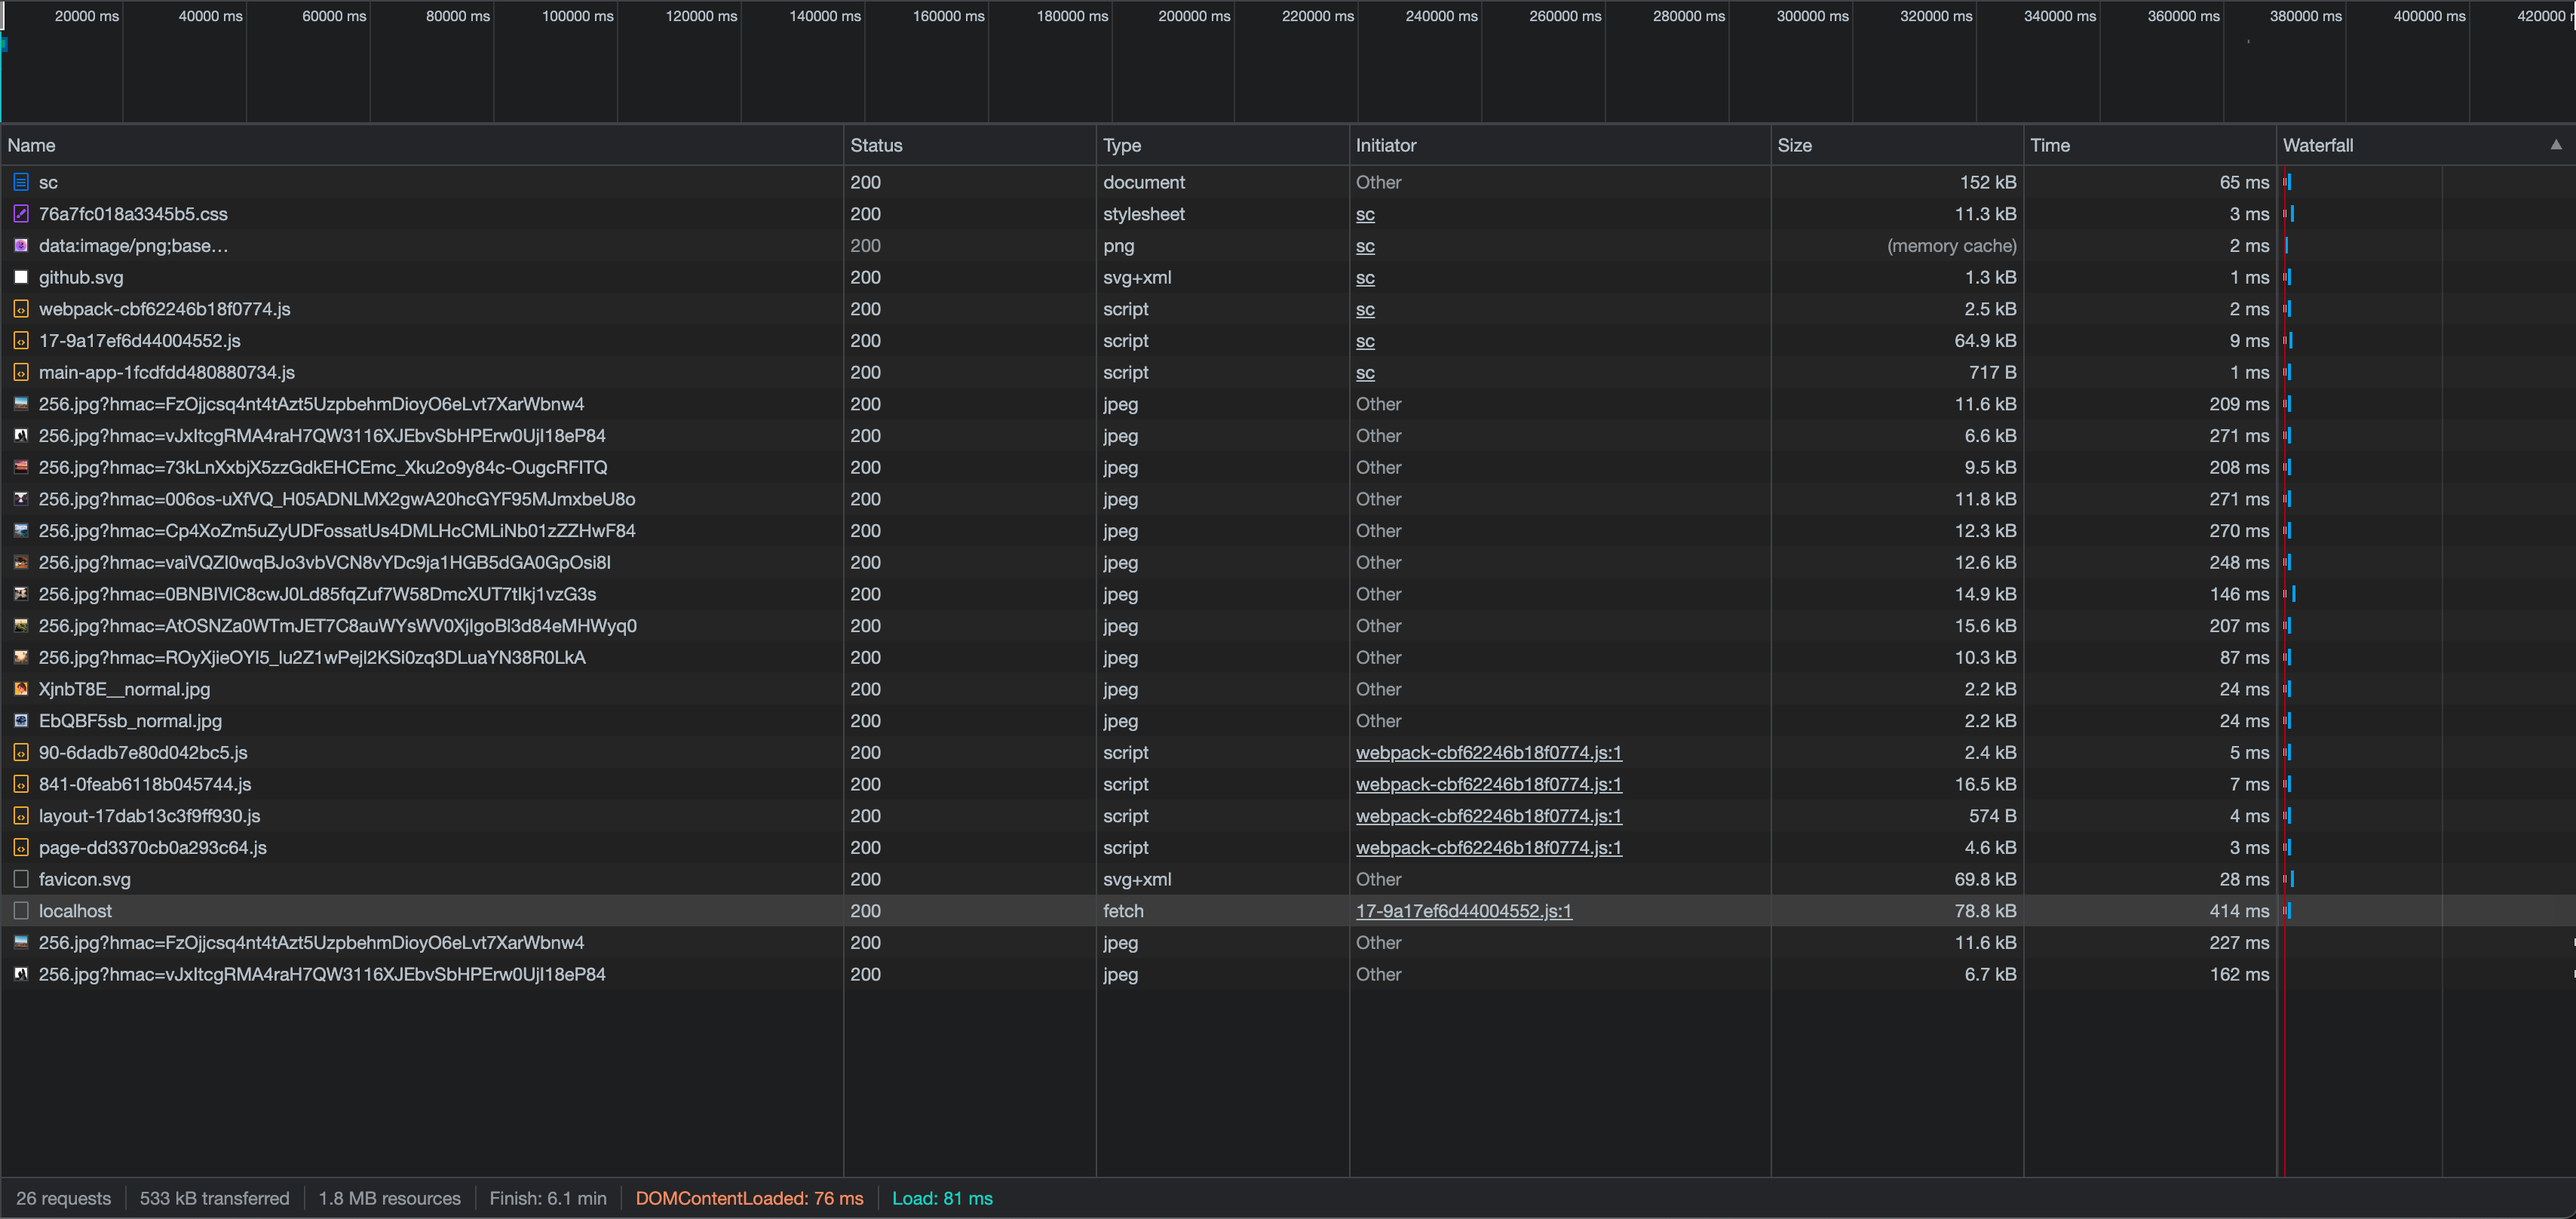 20000 ms 40000 ms 60000 ms 80000 ms 100000 ms 120000 ms 140000 ms 160000 ms 180000 ms 200000 ms 220000 ms 240000 ms 260000 ms 280000 ms 300000 ms 320000 ms 340000 ms 360000 ms 380000 ms 400000 ms 420000
Name Status Type Initiator Size Time Waterfall
sc 200 document Other 152 kB 65 ms
76a7fc018a3345b5.css 200 stylesheet sc 11.3 kB 3 ms
data:image/png;base… 200 png sc (memory cache) 2 ms
github.svg 200 svg+xml sc 1.3 kB 1 ms
webpack-cbf62246b18f0774.js 200 script sc 2.5 kB 2 ms
17-9a17ef6d44004552.js 200 script sc 64.9 kB 9 ms
main-app-1fcdfdd480880734.js 200 script sc 717 B 1 ms
256.jpg?hmac=FzOjjcsq4nt4tAzt5UzpbehmDioyO6eLvt7XarWbnw4 200 jpeg Other 11.6 kB 209 ms
256.jpg?hmac=vJxItcgRMA4raH7QW3116XJEbvSbHPErw0UjI18eP84 200 jpeg Other 6.6 kB 271 ms
256.jpg?hmac=73kLnXxbjX5zzGdkEHCEmc_Xku2o9y84c-OugcRFITQ 200 jpeg Other 9.5 kB 208 ms
256.jpg?hmac=006os-uXfVQ_H05ADNLMX2gwA20hcGYF95MJmxbeU8o 200 jpeg Other 11.8 kB 271 ms
256.jpg?hmac=Cp4XoZm5uZyUDFossatUs4DMLHcCMLiNb01zZZHwF84 200 jpeg Other 12.3 kB 270 ms
256.jpg?hmac=vaiVQZI0wqBJo3vbVCN8vYDc9ja1HGB5dGA0GpOsi8I 200 jpeg Other 12.6 kB 248 ms
256.jpg?hmac=0BNBIVIC8cwJ0Ld85fqZuf7W58DmcXUT7tIkj1vzG3s 200 jpeg Other 14.9 kB 146 ms
256.jpg?hmac=AtOSNZa0WTmJET7C8auWYsWV0XjIgoBl3d84eMHWyq0 200 jpeg Other 15.6 kB 207 ms
256.jpg?hmac=ROyXjieOYI5_lu2Z1wPejI2KSi0zq3DLuaYN38R0LkA 200 jpeg Other 10.3 kB 87 ms
XjnbT8E__normal.jpg 200 jpeg Other 2.2 kB 24 ms
EbQBF5sb_normal.jpg 200 jpeg Other 2.2 kB 24 ms
90-6dadb7e80d042bc5.js 200 script webpack-cbf62246b18f0774.js:1 2.4 kB 5 ms
841-0feab6118b045744.js 200 script webpack-cbf62246b18f0774.js:1 16.5 kB 7 ms
layout-17dab13c3f9ff930.js 200 script webpack-cbf62246b18f0774.js:1 574 B 4 ms
page-dd3370cb0a293c64.js 200 script webpack-cbf62246b18f0774.js:1 4.6 kB 3 ms
favicon.svg 200 svg+xml Other 69.8 kB 28 ms
localhost 200 fetch 17-9a17ef6d44004552.js:1 78.8 kB 414 ms
256.jpg?hmac=FzOjjcsq4nt4tAzt5UzpbehmDioyO6eLvt7XarWbnw4 200 jpeg Other 11.6 kB 227 ms
256.jpg?hmac=vJxItcgRMA4raH7QW3116XJEbvSbHPErw0UjI18eP84 200 jpeg Other 6.7 kB 162 ms
26 requests 533 kB transferred 1.8 MB resources Finish: 6.1 min DOMContentLoaded: 76 ms Load: 81 ms